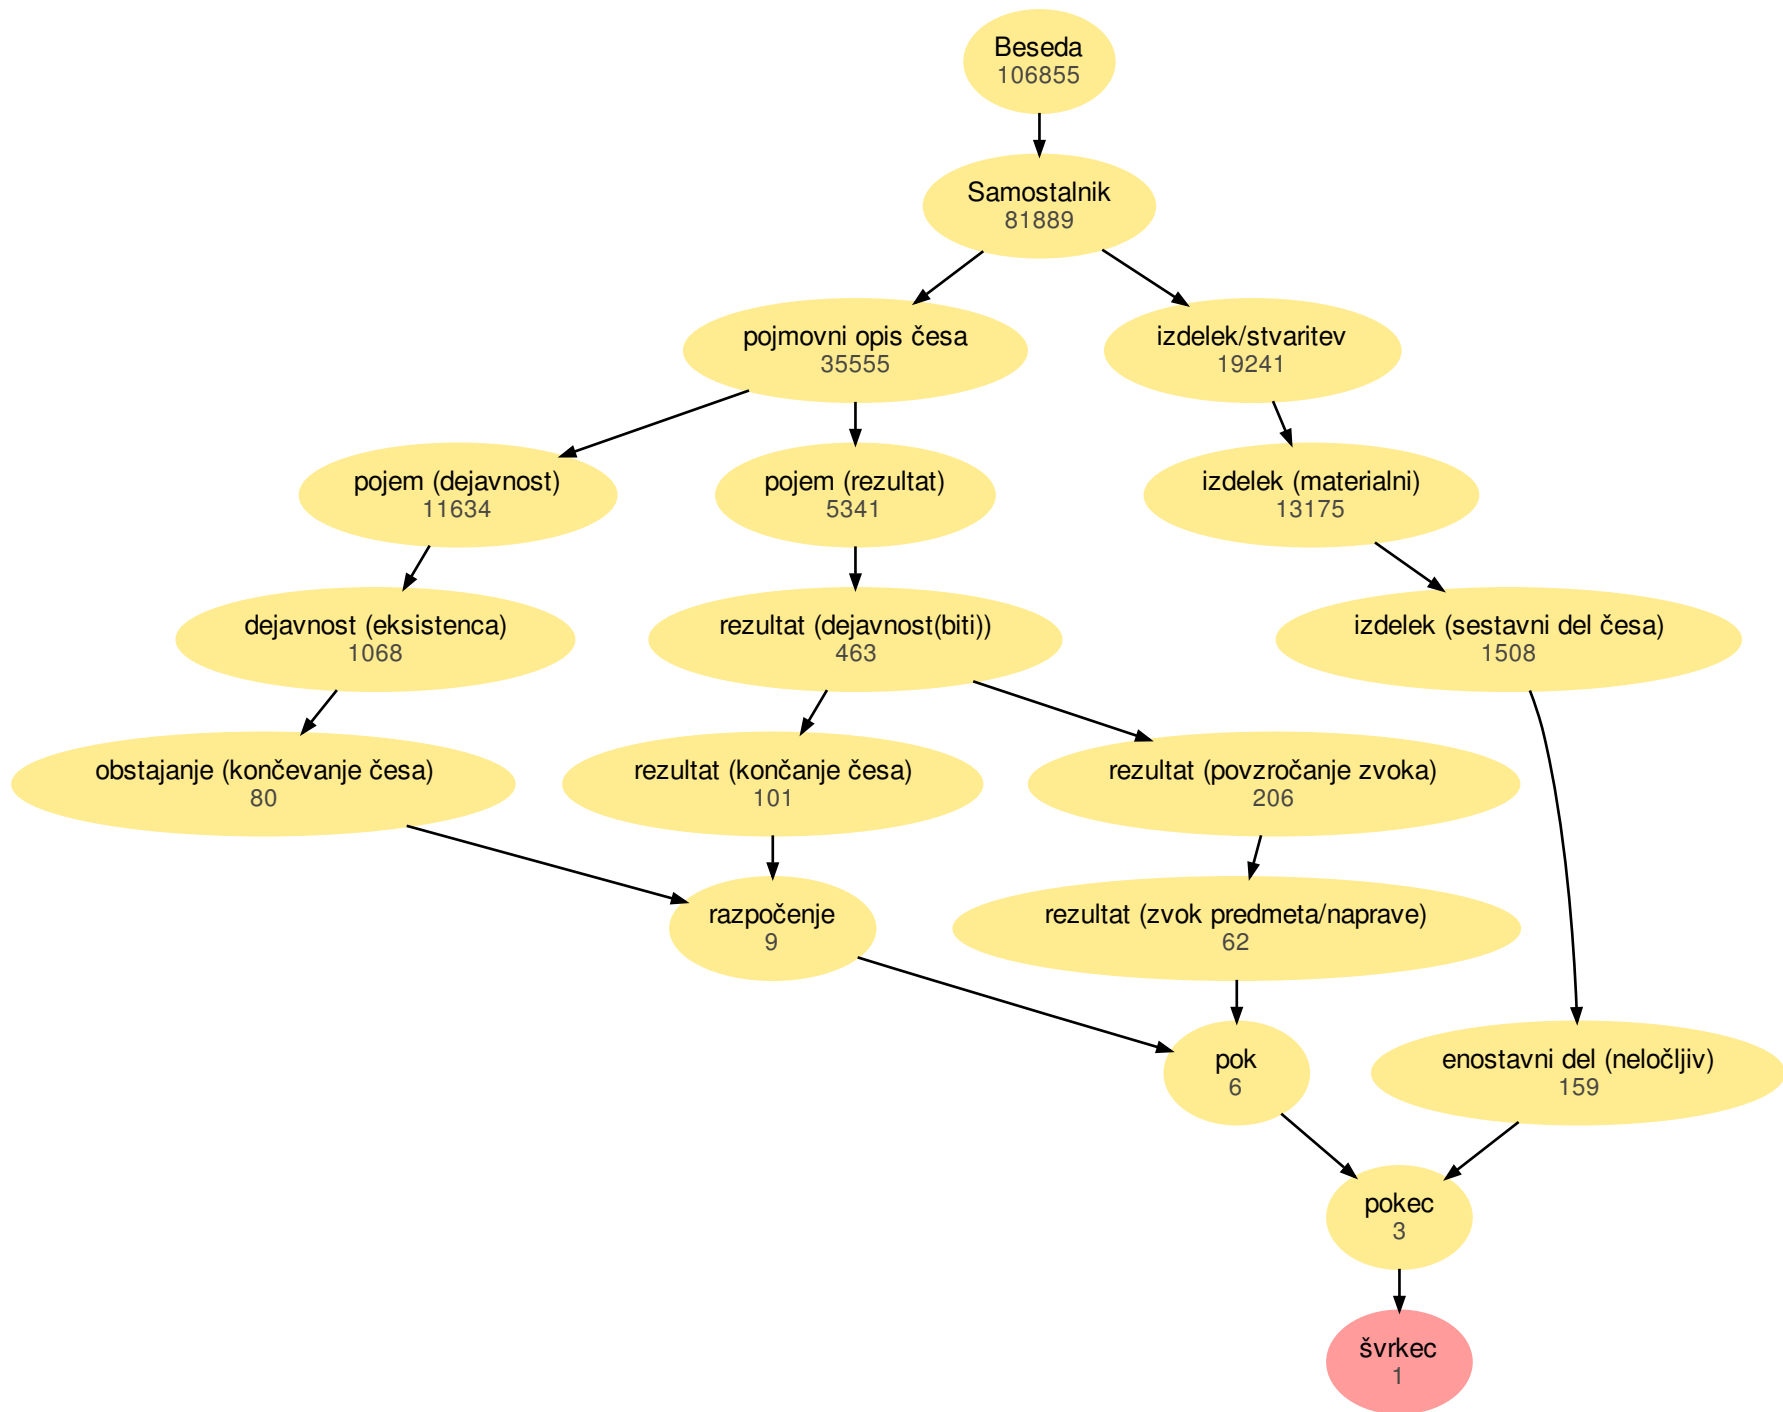 Beseda
106855
Samostalnik
81889
pojmovni opis česa
35555
izdelek/stvaritev
19241
pojem (dejavnost)
11634
pojem (rezultat)
5341
izdelek (materialni)
13175
dejavnost (eksistenca)
1068
rezultat (dejavnost(biti))
463
izdelek (sestavni del česa)
1508
obstajanje (končevanje česa)
80
rezultat (končanje česa)
101
rezultat (povzročanje zvoka)
206
razpočenje
9
rezultat (zvok predmeta/naprave)
62
pok
6
enostavni del (neločljiv)
159
pokec
3
švrkec
1